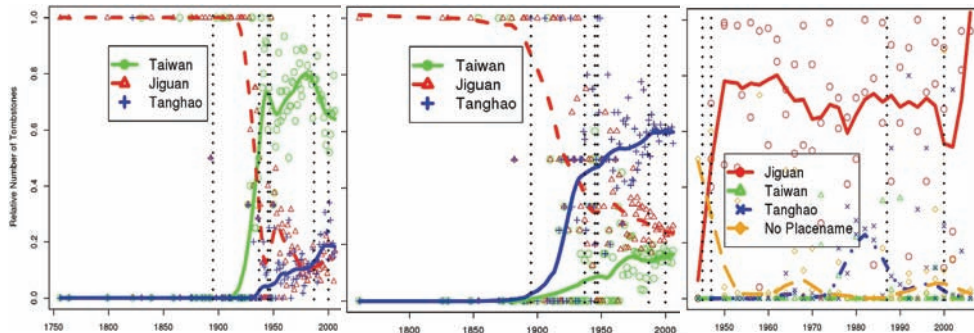 Relative Number of Tombstones
1.0
0.8
0.6
0.4
0.2
0.0
Taiwan
Jiguan
Tanghao
1750 1800 1850 1900 1950 2000
Taiwan
Jiguan
Tanghao
1800 1850 1900 1950 2000
Jiguan
Taiwan
Tanghao
No Placename
1950 1960 1970 1980 1990 2000